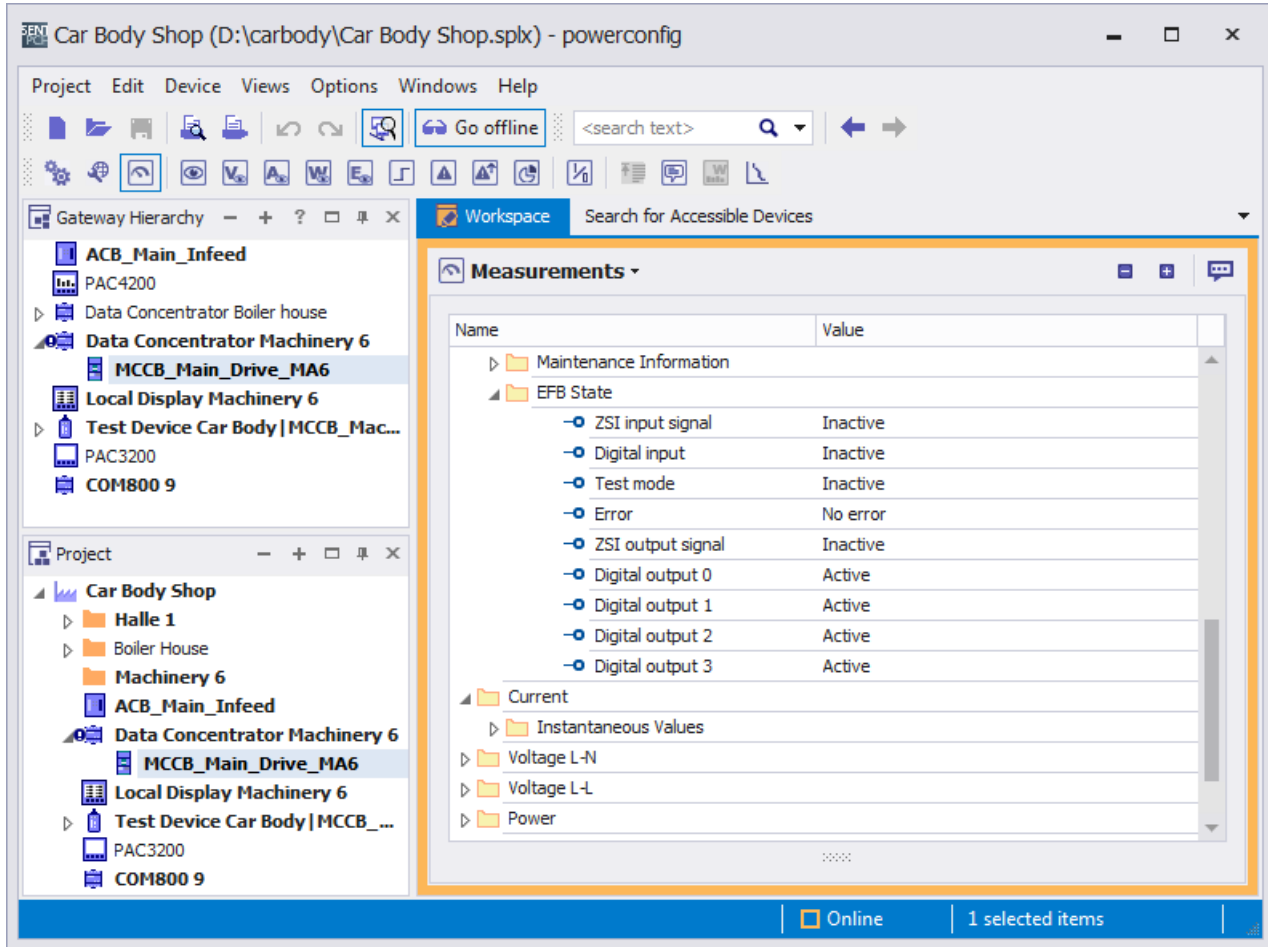 Car Body Shop (D:\carbody\Car Body Shop.splx) - powerconfig
Project Edit Device Views Options Windows Help
Go offline <search text>
Gateway Hierarchy
ACB_Main_Infeed
PAC4200
Data Concentrator Boiler house
Data Concentrator Machinery 6
MCCB_Main_Drive_MA6
Local Display Machinery 6
Test Device Car Body|MCCB_Mac...
PAC3200
COM800 9
Project
Car Body Shop
Halle 1
Boiler House
Machinery 6
ACB_Main_Infeed
Data Concentrator Machinery 6
MCCB_Main_Drive_MA6
Local Display Machinery 6
Test Device Car Body|MCCB_...
PAC3200
COM800 9
Workspace Search for Accessible Devices
Measurements
Name Value
Maintenance Information
EFB State
ZSI input signal Inactive
Digital input Inactive
Test mode Inactive
Error No error
ZSI output signal Inactive
Digital output 0 Active
Digital output 1 Active
Digital output 2 Active
Digital output 3 Active
Current
Instantaneous Values
Voltage L-N
Voltage L-L
Power
Online 1 selected items